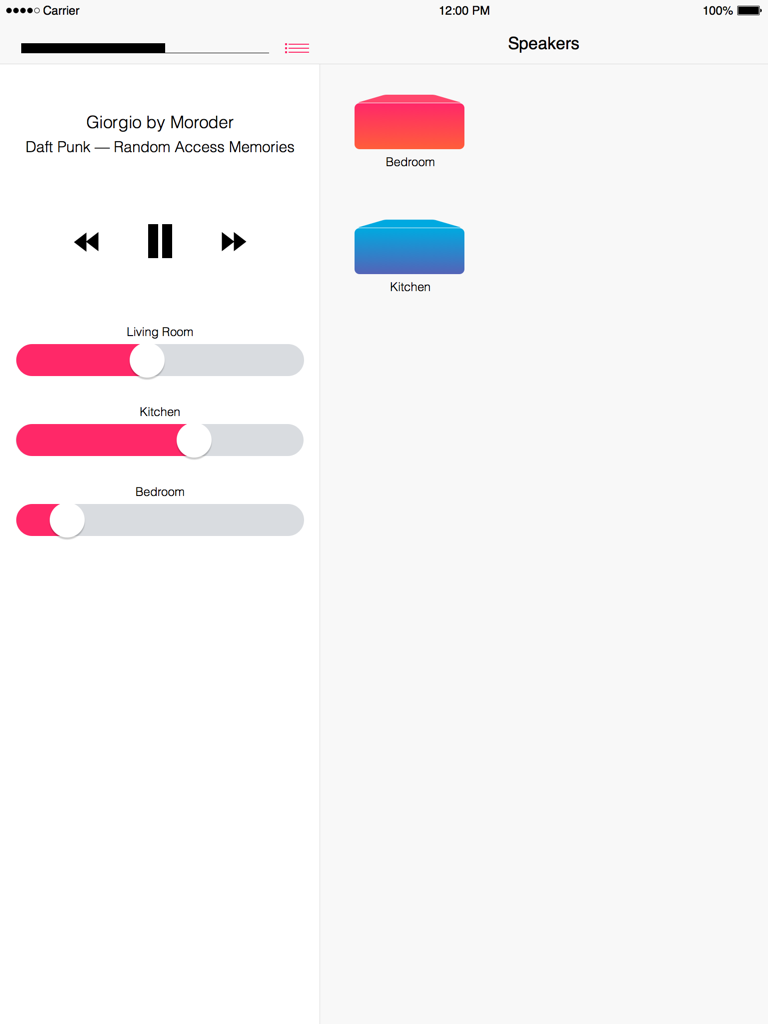 Carrier
12:00 PM
100%
Speakers
Giorgio by Moroder
Daft Punk — Random Access Memories
Living Room
Kitchen
Bedroom
Bedroom
Kitchen